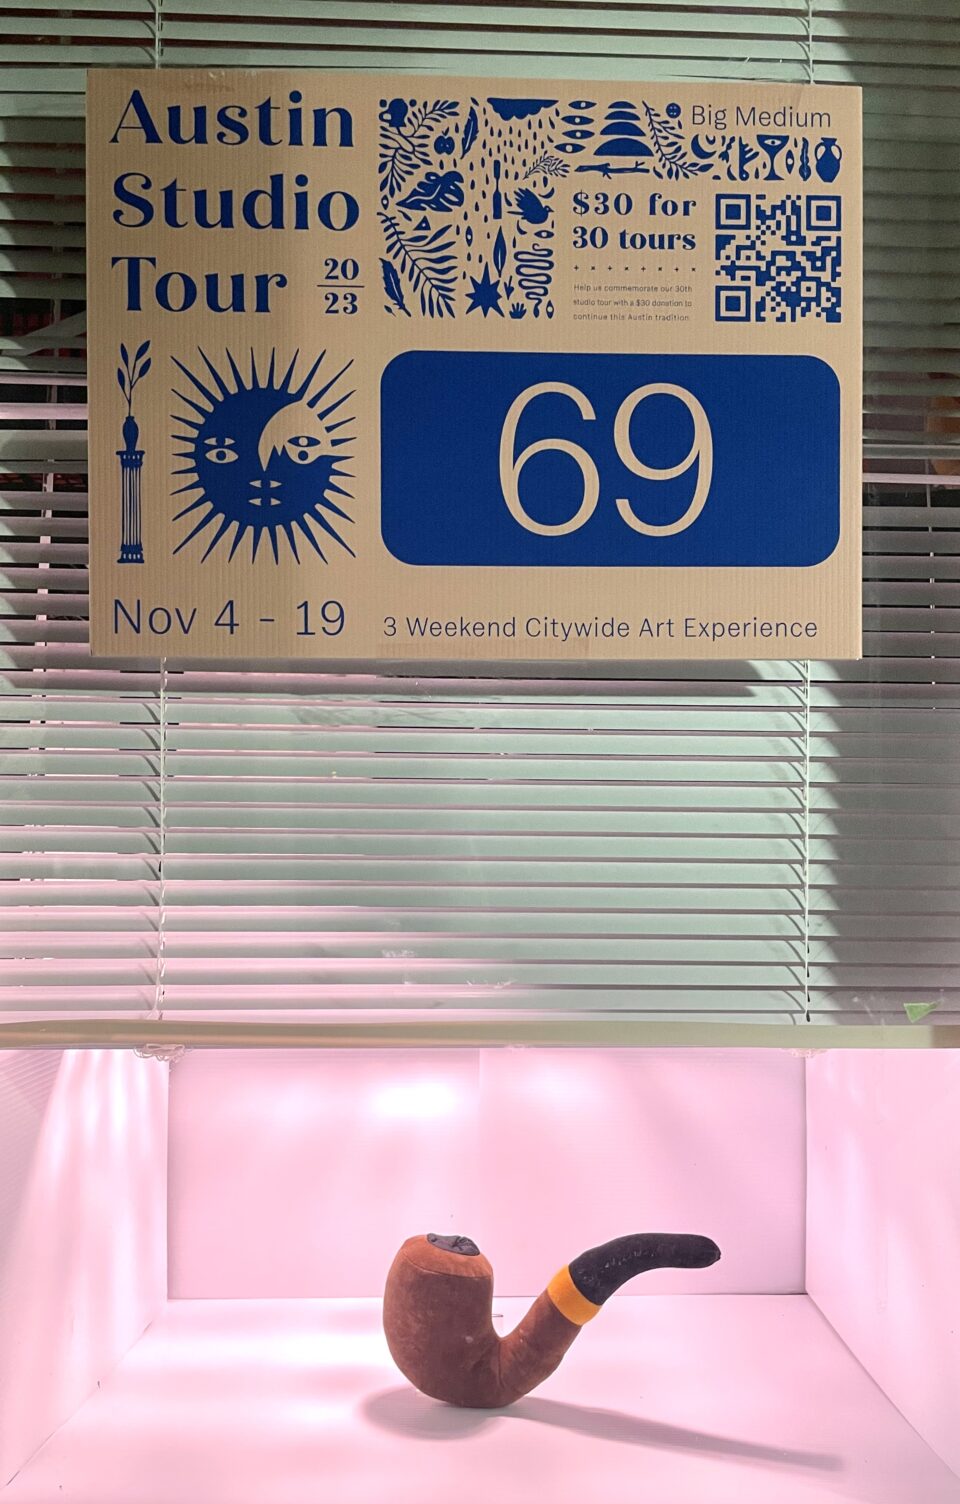 Austin
Studio
Tour
20
23
Big Medium
$30 for
30 tours
Help us commemorate our 30th
studio tour with a $30 donation to
continue this Austin tradition.
69
Nov 4 - 19
3 Weekend Citywide Art Experience